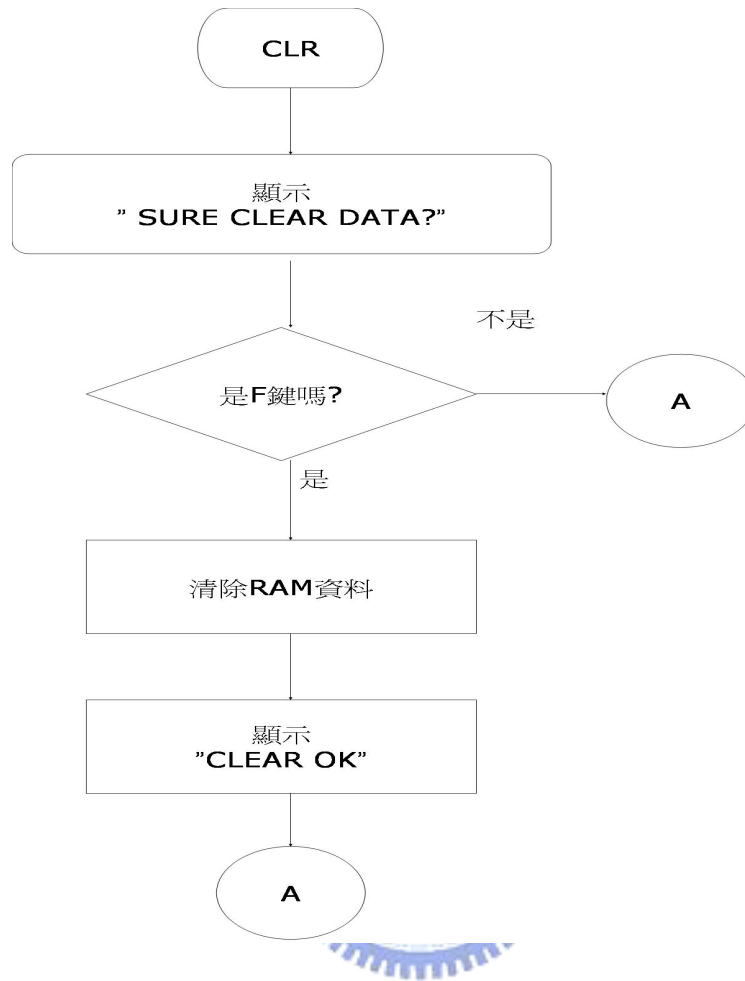 CLR
顯示
” SURE CLEAR DATA?”
不是
是F鍵嗎?
A
是
清除RAM資料
顯示
”CLEAR OK”
A